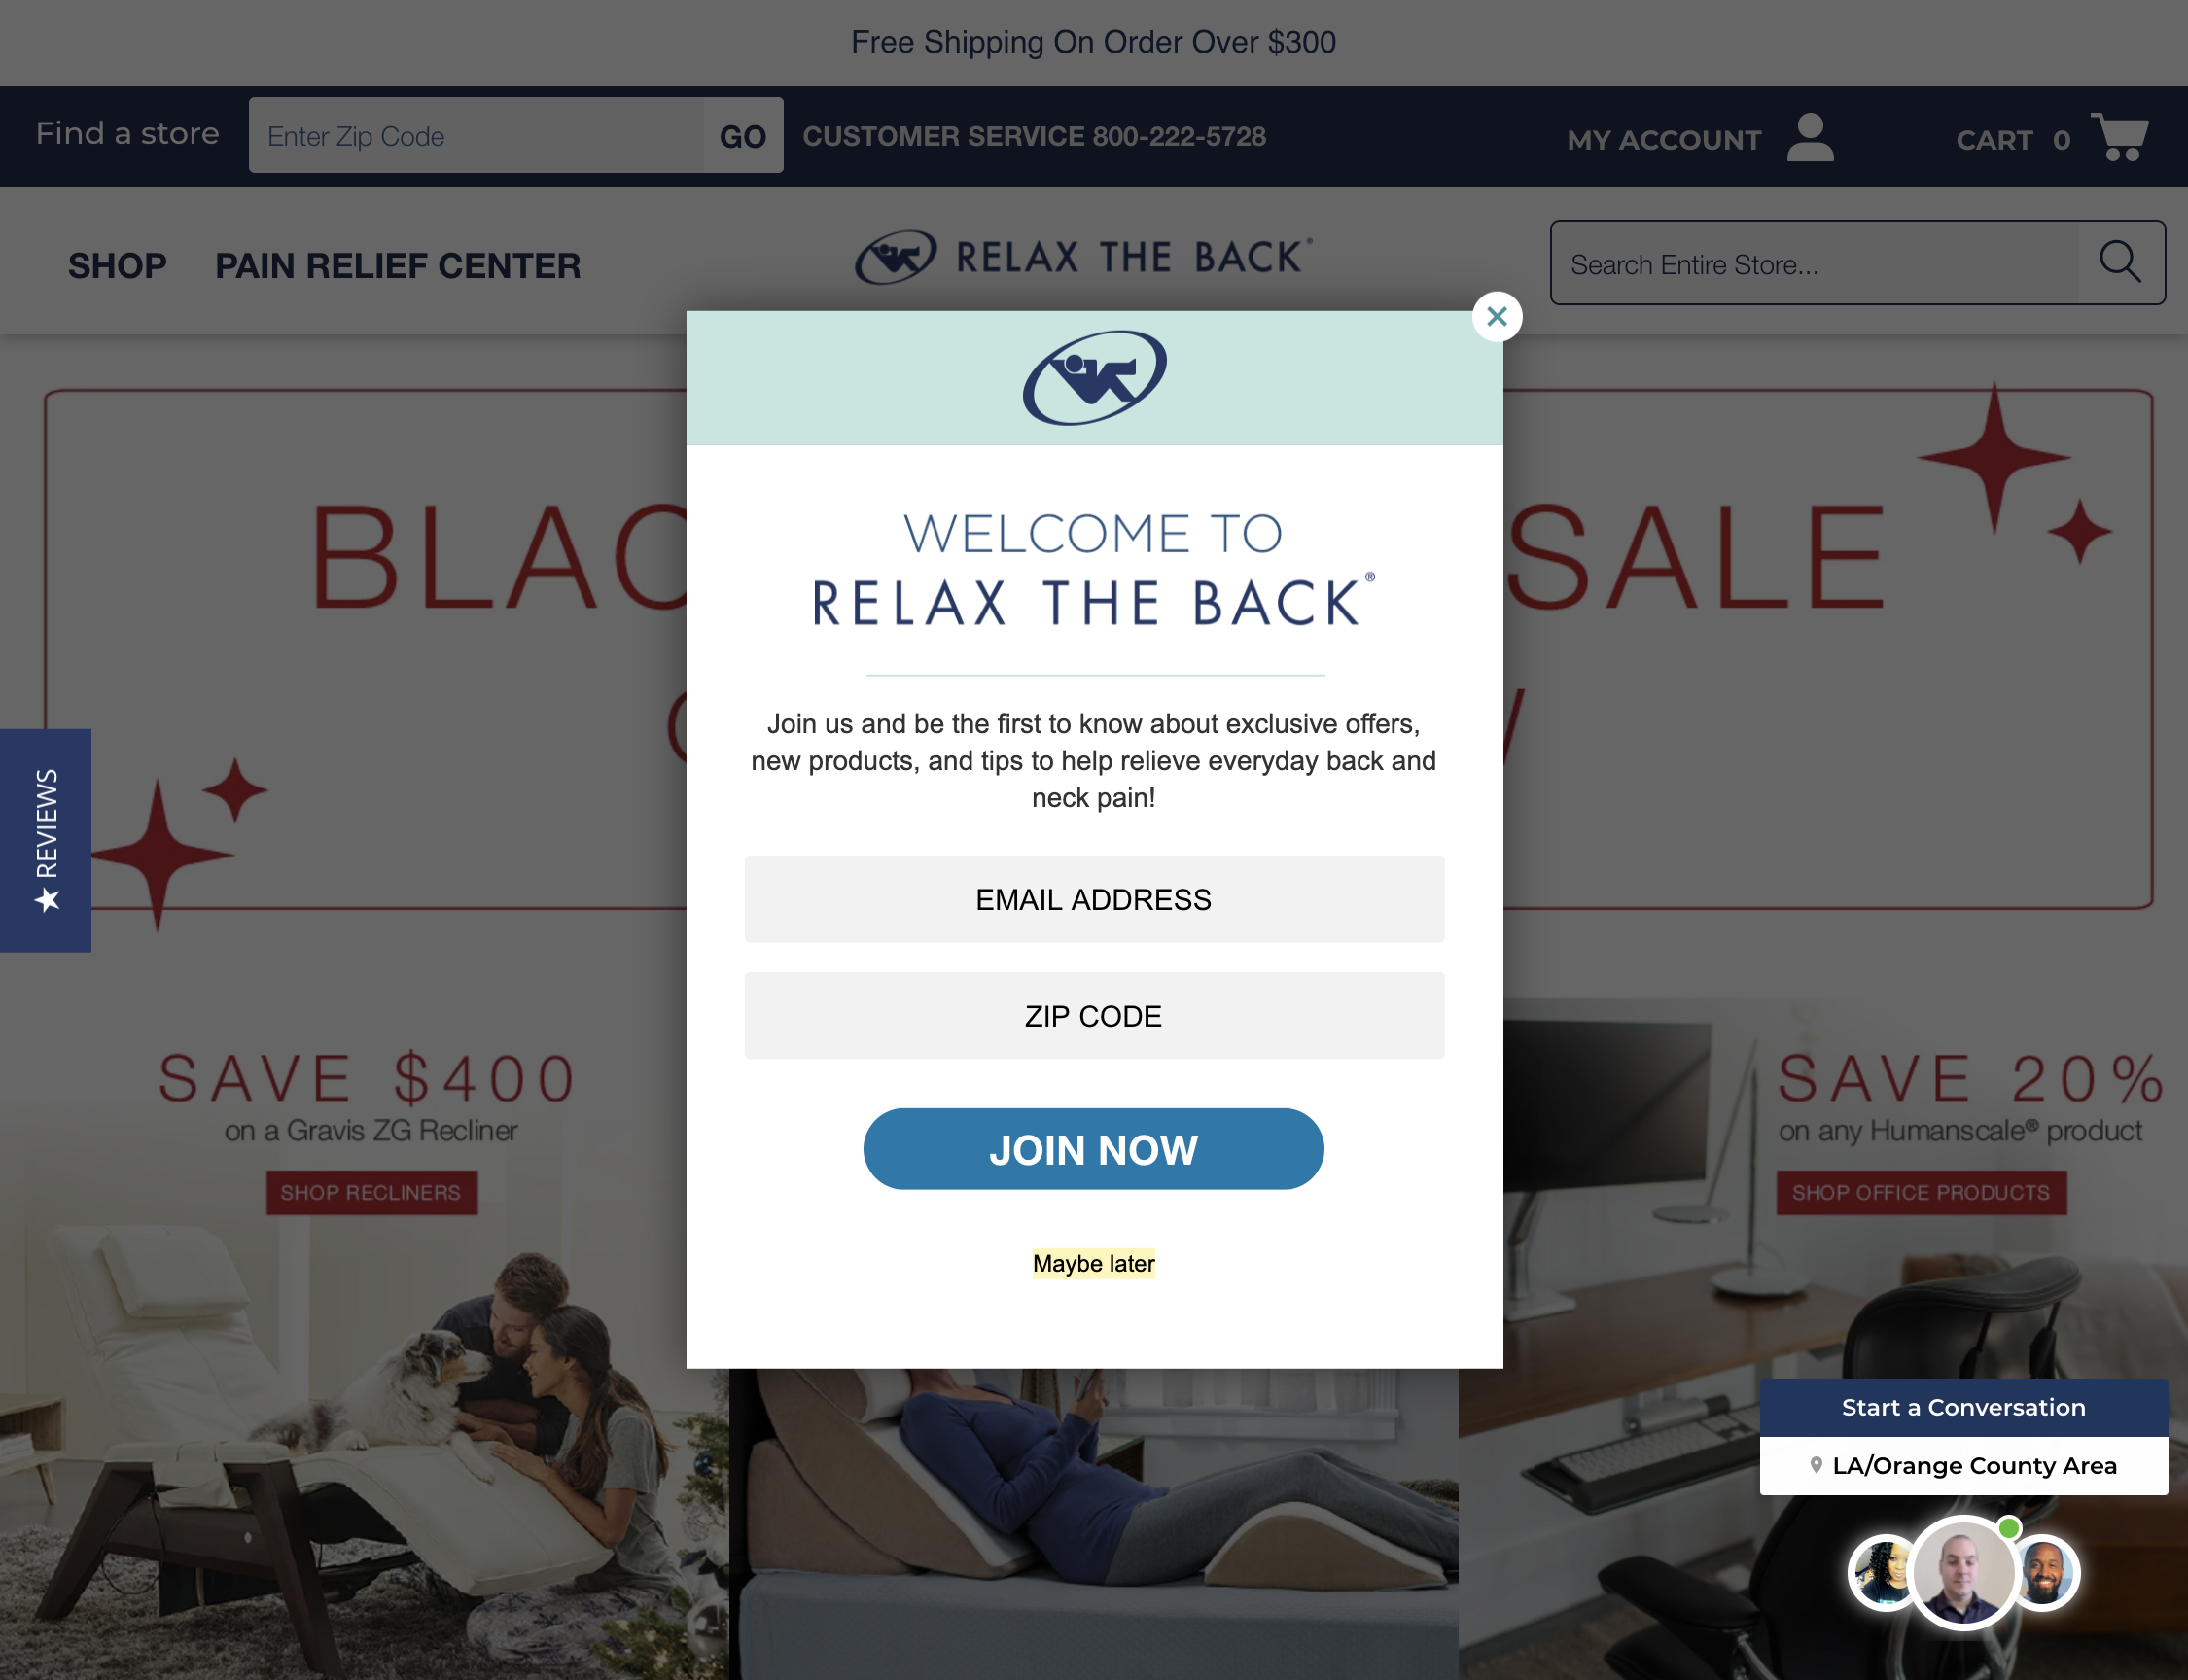 Free Shipping On Order Over $300
Find a store
Enter Zip Code
GO
CUSTOMER SERVICE 800-222-5728
MY ACCOUNT
CART 0
SHOP
PAIN RELIEF CENTER
RELAX THE BACK®
Search Entire Store...
SALE
WELCOME TO
RELAX THE BACK®
Join us and be the first to know about exclusive offers,
new products, and tips to help relieve everyday back and
neck pain!
EMAIL ADDRESS
ZIP CODE
JOIN NOW
Maybe later
★ REVIEWS
SAVE $400
on a Gravis ZG Recliner
SHOP RECLINERS
SAVE 20%
on any Humanscale® product
SHOP OFFICE PRODUCTS
Start a Conversation
LA/Orange County Area